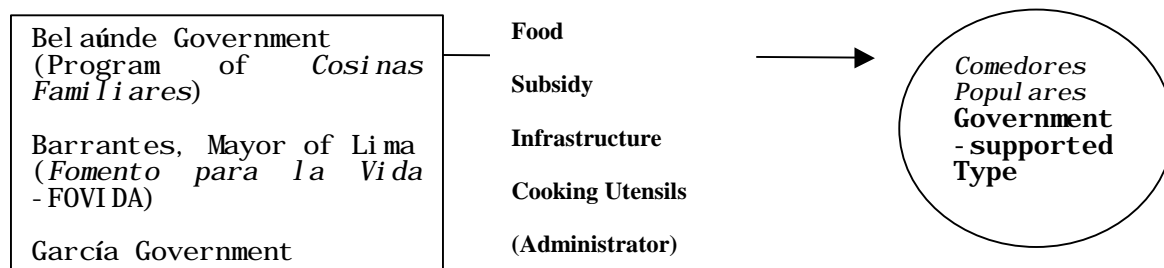 Belaúnde Government
(Program of Cosinas
Familiares)
Barrantes, Mayor of Lima
(Fomento para la Vida
-FOVIDA)
García Government
Food
Subsidy
Infrastructure
Cooking Utensils
(Administrator)
Comedores
Populares
Government
-supported
Type